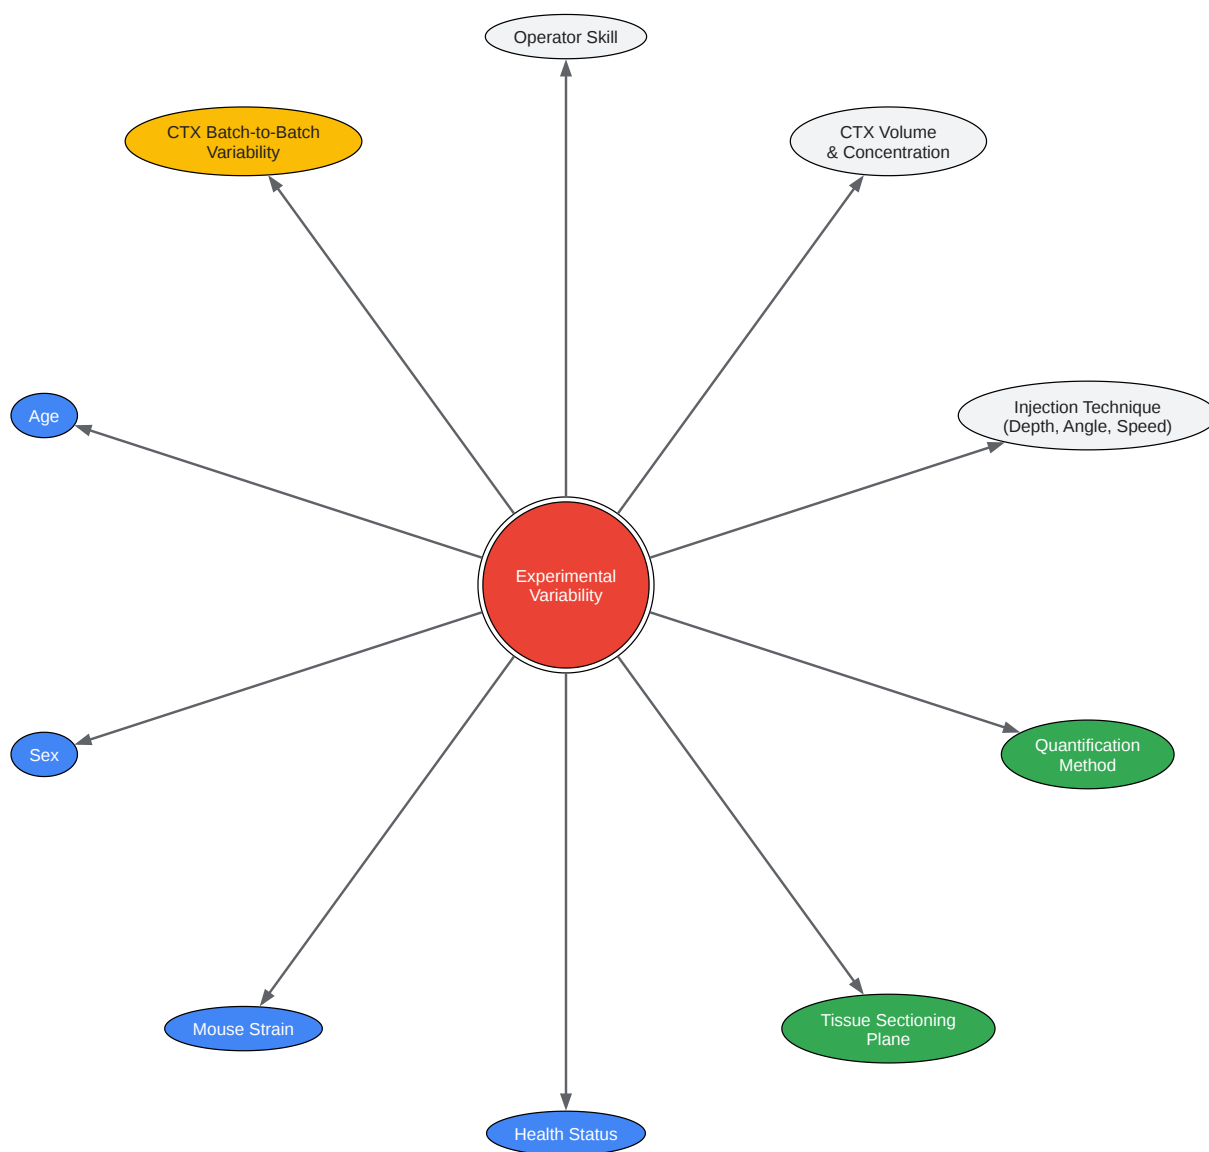 Operator Skill
CTX Batch-to-Batch
Variability
CTX Volume
& Concentration
Age
Injection Technique
(Depth, Angle, Speed)
Experimental
Variability
Sex
Quantification
Method
Mouse Strain
Tissue Sectioning
Plane
Health Status